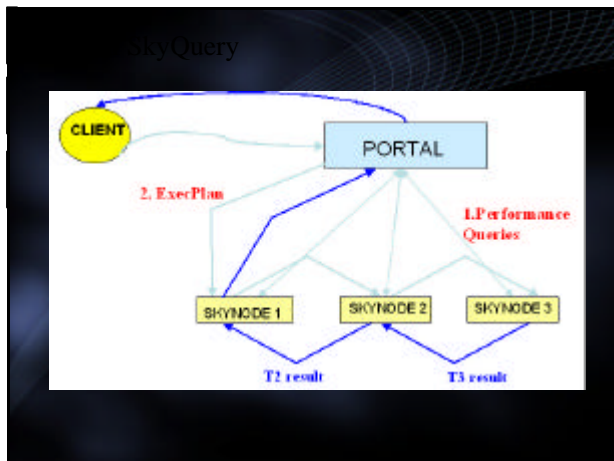 SkyQuery
CLIENT
PORTAL
2. ExecPlan
1.Performance
Queries
SKYNODE 1
SKYNODE 2
SKYNODE 3
T2 result
T3 result